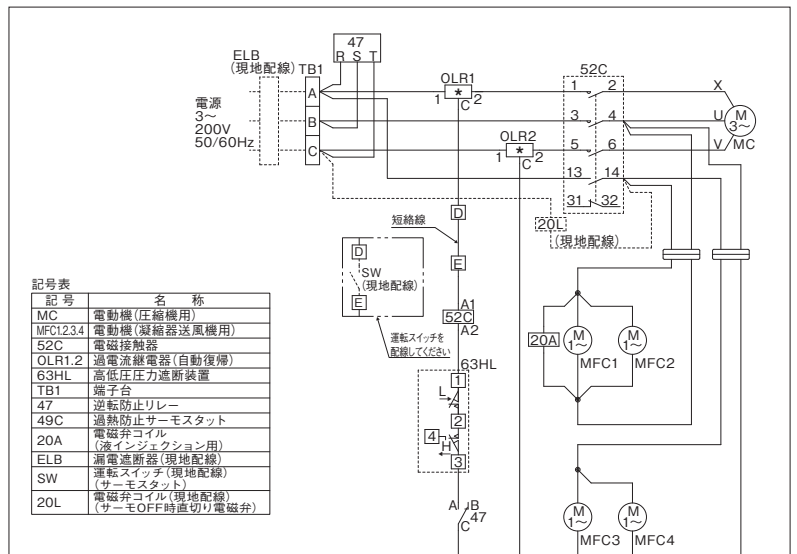 47
R S T
ELB
(現地配線)
TB1
A
B
C
電源
3～
200V
50/60Hz
OLR1
1 * 2
C
OLR2
1 * 2
C
52C
1 2
3 4
5 6
13 14
31 32
X
U
V
M
3～
MC
20L
(現地配線)
D
短絡線
E
D
SW
(現地配線)
E
運転スイッチを
配線してください
A1
52C
A2
63HL
1
L
2
4
H
3
A B
C
47
20A
M
1～
MFC1
M
1～
MFC2
M
1～
MFC3
M
1～
MFC4
記号表
記号 名 称
MC 電動機(圧縮機用)
MFC1.2.3.4 電動機(凝縮器送風機用)
52C 電磁接触器
OLR1.2 過電流継電器(自動復帰)
63HL 高低圧圧力遮断装置
TB1 端子台
47 逆転防止リレー
49C 過熱防止サーモスタット
20A 電磁弁コイル
(液インジェクション用)
ELB 漏電遮断器(現地配線)
SW 運転スイッチ(現地配線)
(サーモスタット)
20L 電磁弁コイル(現地配線)
(サーモOFF時直切り電磁弁)